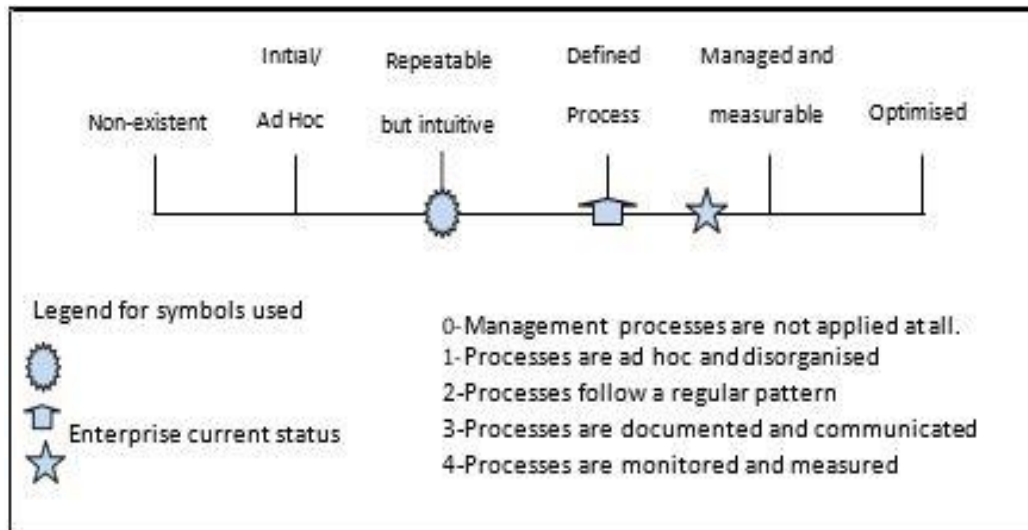 Initial/
Repeatable
Defined
Managed and
Non-existent
Ad Hoc
but intuitive
Process
measurable
Optimised
Legend for symbols used
Enterprise current status
0-Management processes are not applied at all.
1-Processes are ad hoc and disorganised
2-Processes follow a regular pattern
3-Processes are documented and communicated
4-Processes are monitored and measured